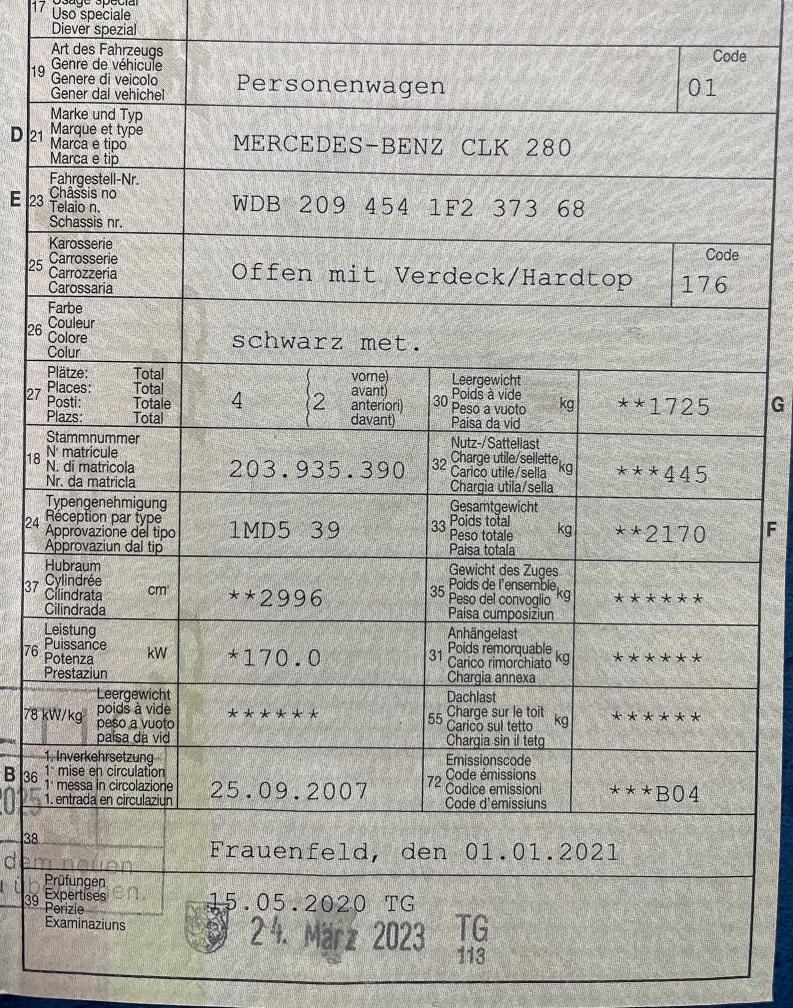 17
Uso speciale
Diever spezial
19
Art des Fahrzeugs
Genre de véhicule
Genere di veicolo
Gener dal vehichel
Personenwagen
Code
01
D
21
Marke und Typ
Marque et type
Marca e tipo
Marca e tip
MERCEDES-BENZ CLK 280
E
23
Fahrgestell-Nr.
Châssis no
Telaio n.
Schassis nr.
WDB 209 454 1F2 373 68
25
Karosserie
Carrosserie
Carrozzeria
Carossaria
Offen mit Verdeck/Hardtop
Code
176
26
Farbe
Couleur
Colore
Colur
schwarz met.
27
Plätze: Total
Places: Total
Posti: Totale
Plazs: Total
4
2
vorne)
avant)
anteriori)
davant)
30
Leergewicht
Poids à vide
Peso a vuoto
Paisa da vid
kg
**1725
G
18
Stammnummer
N° matricule
N. di matricola
Nr. da matricla
203.935.390
32
Nutz-/Sattellast
Charge utile/sellette
Carico utile/sella
Chargia utila/sella
kg
***445
24
Typengenehmigung
Réception par type
Approvazione del tipo
Approvaziun dal tip
1MD5 39
33
Gesamtgewicht
Poids total
Peso totale
Paisa totala
kg
**2170
F
37
Hubraum
Cylindrée
Cilindrata
Cilindrada
cm³
**2996
35
Gewicht des Zuges
Poids de l'ensemble
Peso del convoglio
Paisa cumposiziun
kg
******
76
Leistung
Puissance
Potenza
Prestaziun
kW
*170.0
31
Anhängelast
Poids remorquable
Carico rimorchiato
Chargia annexa
kg
******
78 kW/kg
Leergewicht
poids à vide
peso a vuoto
paisa da vid
******
55
Dachlast
Charge sur le toit
Carico sul tetto
Chargia sin il tetg
kg
******
B
36
1. Inverkehrsetzung
1re mise en circulation
1a messa in circolazione
1. entrada en circulaziun
25.09.2007
72
Emissionscode
Code émissions
Codice emissioni
Code d'emissiuns
***B04
2025
38
Frauenfeld, den 01.01.2021
dem neuen
39
Prüfungen
Expertises
Perizie
Examinaziuns
15.05.2020 TG
24. März 2023
TG
113